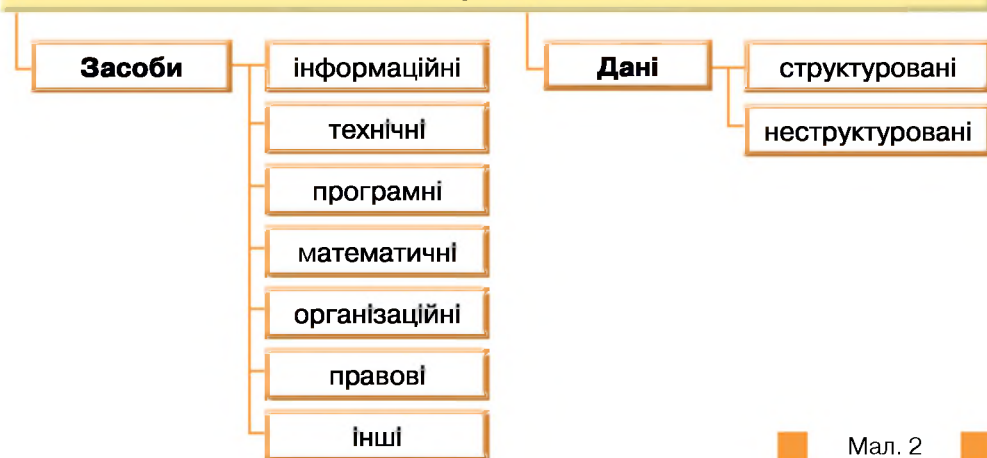 Засоби
інформаційні
технічні
програмні
математичні
організаційні
правові
інші
Дані
структуровані
неструктуровані
Мал. 2